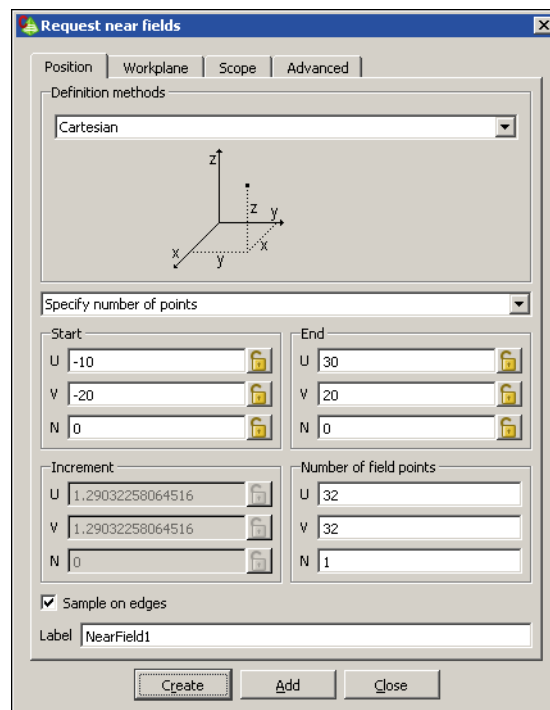 Request near fields
Position Workplane Scope Advanced
Definition methods
Cartesian
z
z y
x
x
y
Specify number of points
Start End
U -10 U 30
V -20 V 20
N 0 N 0
Increment Number of field points
U 1.29032258064516 U 32
V 1.29032258064516 V 32
N 0 N 1
Sample on edges
Label NearField1
Create Add Close